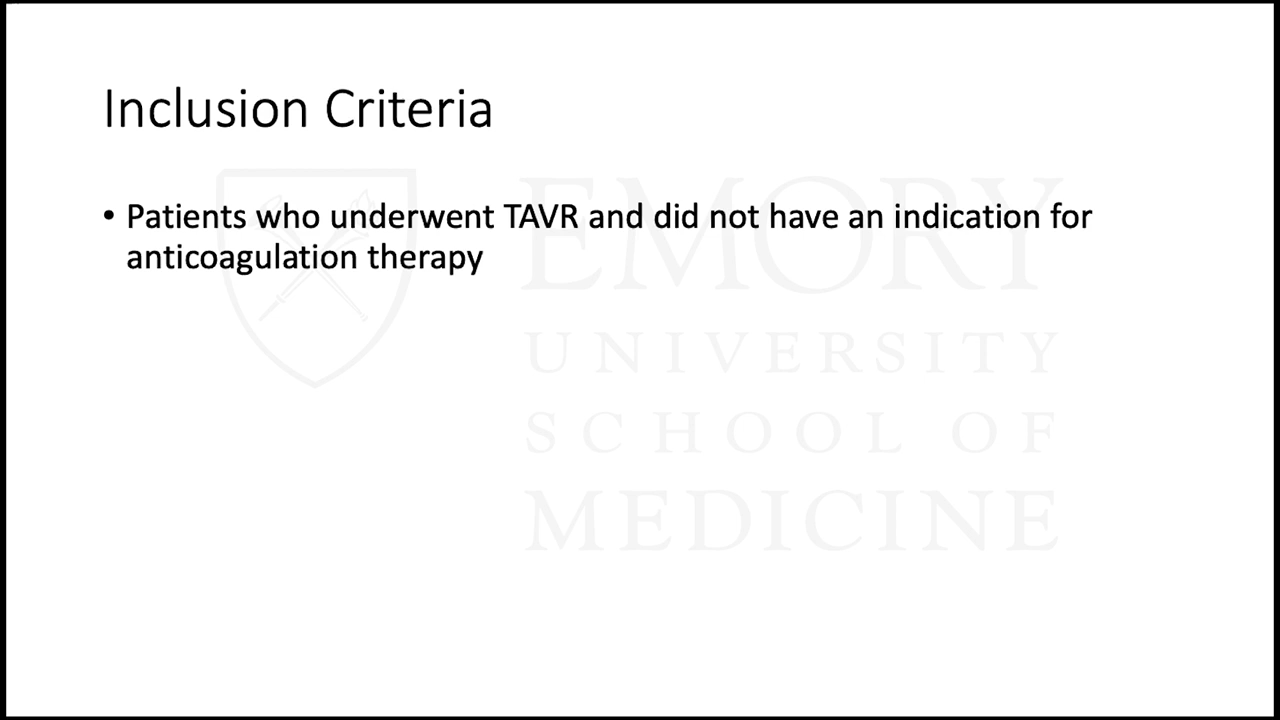 Inclusion Criteria
• Patients who underwent TAVR and did not have an indication for
anticoagulation therapy
EMORY
UNIVERSITY
SCHOOL OF
MEDICINE